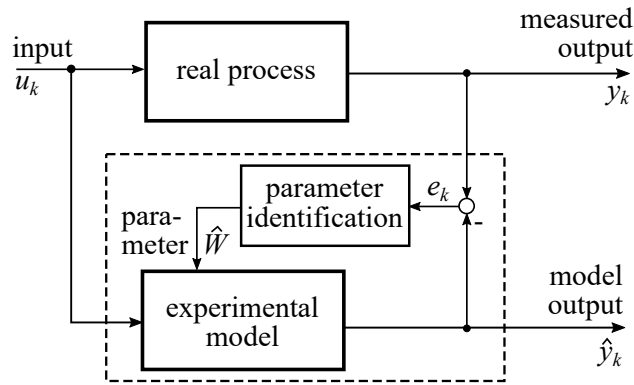 measured
output
input
u_k
real process
y_k
parameter
identification
e_k
para-
meter
Ŵ
-
experimental
model
model
output
ŷ_k